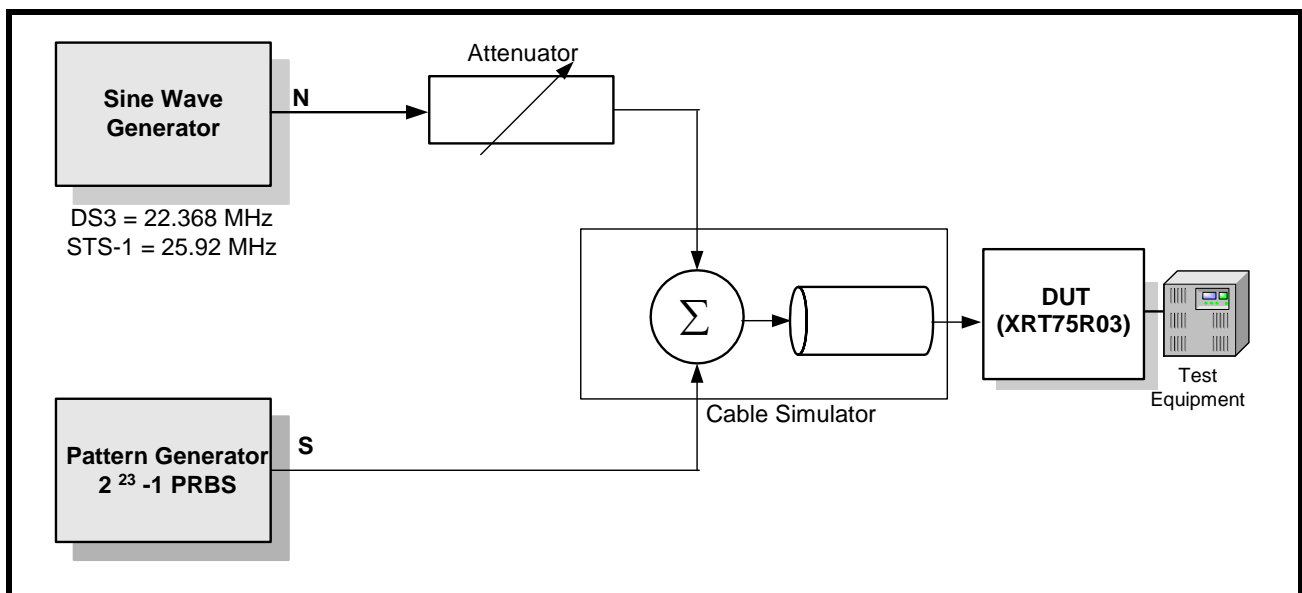 Attenuator
Sine Wave
Generator
N
DS3 = 22.368 MHz
STS-1 = 25.92 MHz
Σ
DUT
(XRT75R03)
Test
Equipment
Cable Simulator
Pattern Generator
2 23 -1 PRBS
S